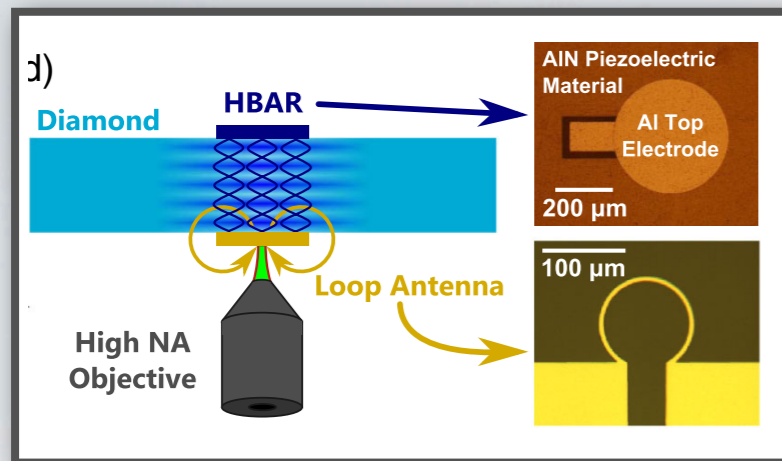 d)
HBAR
Diamond
AlN Piezoelectric
Material
Al Top
Electrode
200 µm
100 µm
Loop Antenna
High NA
Objective